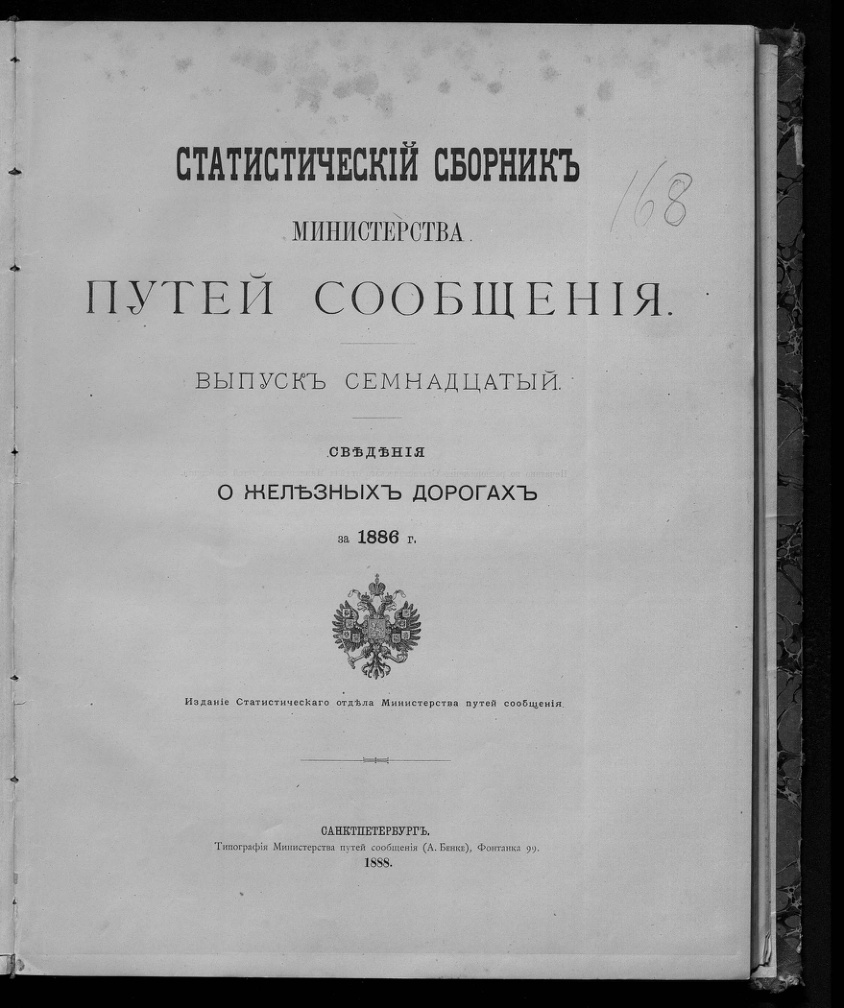 СТАТИСТИЧЕСКІЙ СБОРНИКЪ
168
МИНИСТЕРСТВА
ПУТЕЙ СООБЩЕНІЯ.
ВЫПУСКЪ СЕМНАДЦАТЫЙ.
СВѢДѢНІЯ
О ЖЕЛѢЗНЫХЪ ДОРОГАХЪ
за 1886 г.
Изданіе Статистическаго отдѣла Министерства путей сообщенія.
САНКТПЕТЕРБУРГЪ.
Типографія Министерства путей сообщенія (А. Бенке), Фонтанка 99.
1888.